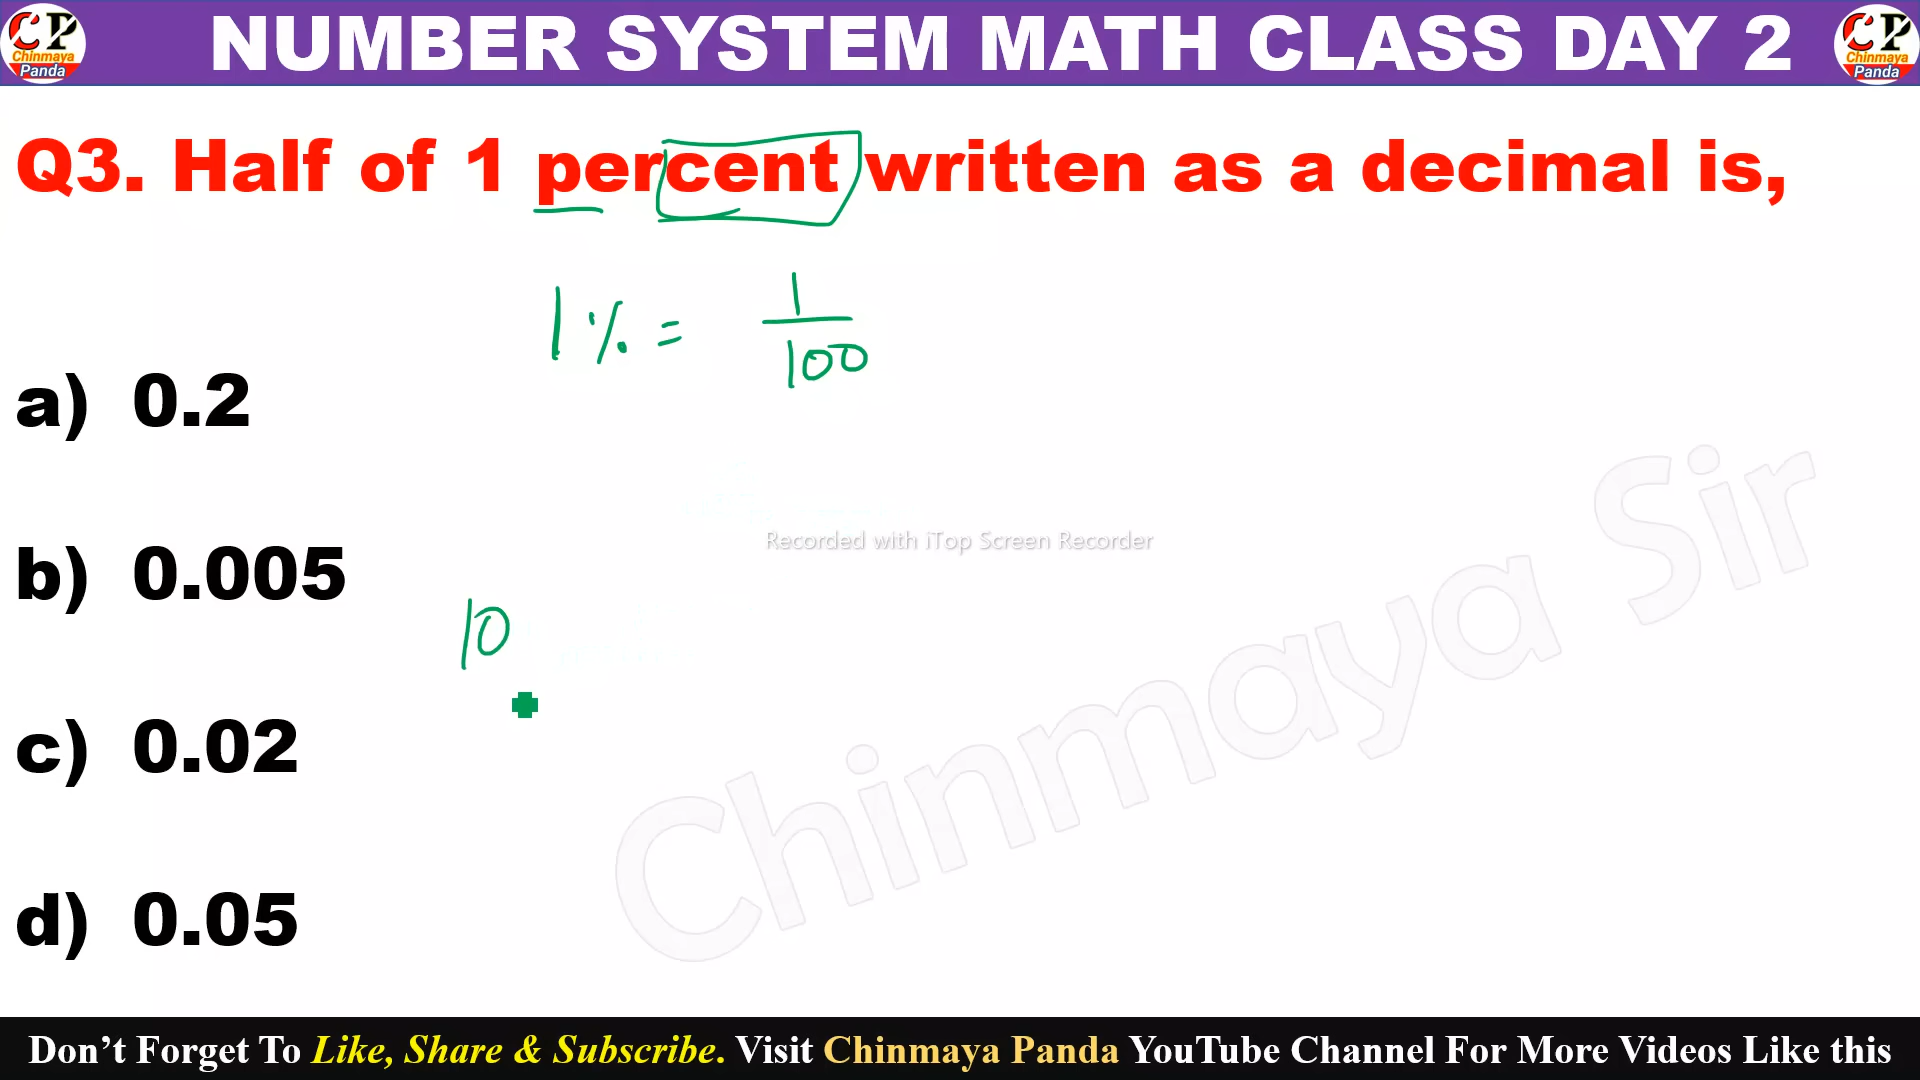 CP Chinmaya Panda
NUMBER SYSTEM MATH CLASS DAY 2
CP Chinmaya Panda
Q3. Half of 1 percent written as a decimal is,
1 % = 1/100
a) 0.2
Recorded with iTop Screen Recorder
b) 0.005
10
c) 0.02
d) 0.05
Chinmaya Sir
Don’t Forget To Like, Share & Subscribe. Visit Chinmaya Panda YouTube Channel For More Videos Like this